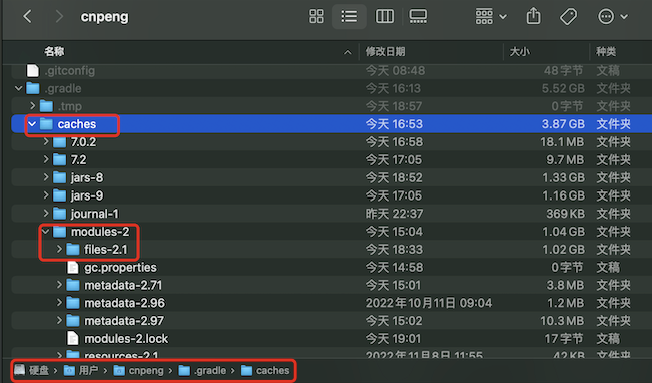 cnpeng
名称 修改日期 大小 种类
.gitconfig 今天 08:48 48 字节 文稿
.gradle 今天 16:13 5.52 GB 文件夹
.tmp 今天 18:57 0 字节 文件夹
caches 今天 16:53 3.87 GB 文件夹
7.0.2 今天 16:58 18.1 MB 文件夹
7.2 今天 17:05 9.7 MB 文件夹
jars-8 今天 18:52 1.33 GB 文件夹
jars-9 今天 17:05 1.16 GB 文件夹
journal-1 昨天 22:37 369 KB 文件夹
modules-2 今天 15:04 1.04 GB 文件夹
files-2.1 今天 18:33 1.02 GB 文件夹
gc.properties 今天 14:58 0 字节 文稿
metadata-2.71 今天 15:01 3.8 MB 文件夹
metadata-2.96 2022年10月11日 09:04 1.2 MB 文件夹
metadata-2.97 今天 15:02 10.3 MB 文件夹
modules-2.lock 今天 19:01 17 字节 文稿
resources-2.1 2022年11月8日 11:55 42 KB 文件夹
硬盘 › 用户 › cnpeng › .gradle › caches